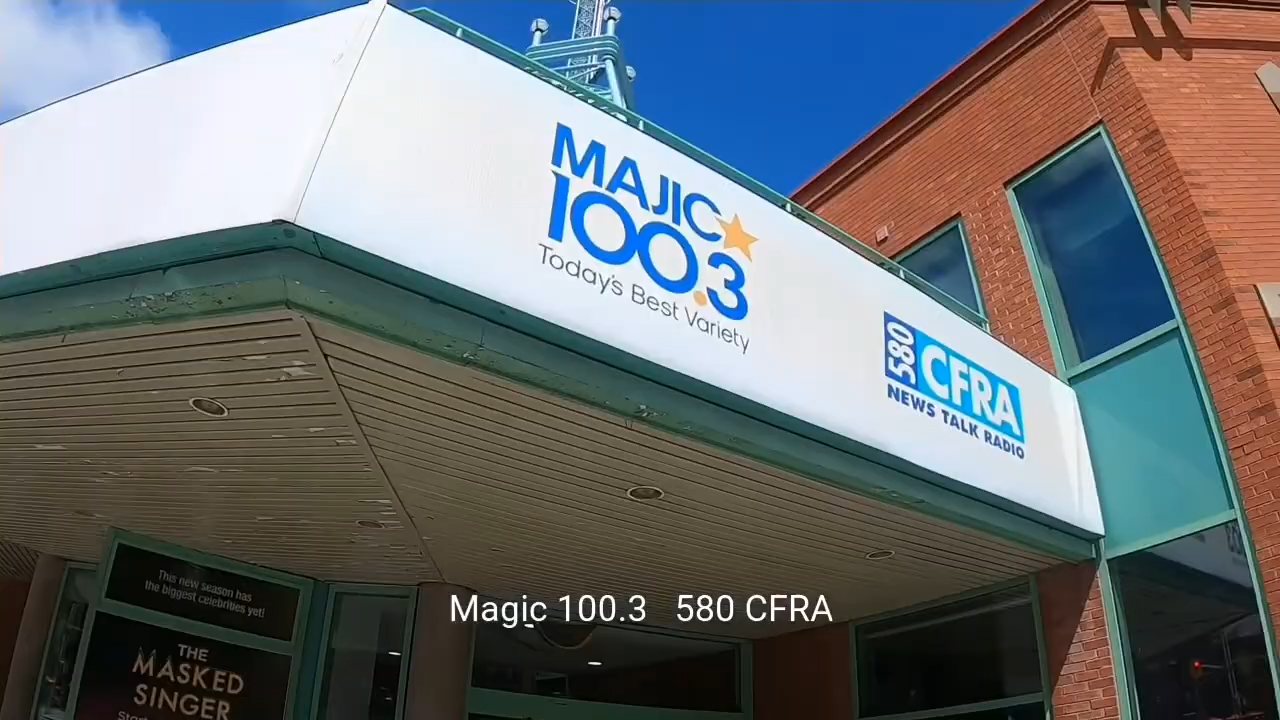 MAJIC
100.3
Today's Best Variety
580
CFRA
NEWS TALK RADIO
This new season has
the biggest celebrities yet!
THE
MASKED
SINGER
Magic 100.3 580 CFRA